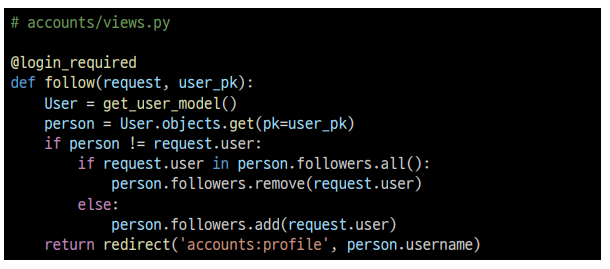 # accounts/views.py

@login_required
def follow(request, user_pk):
    User = get_user_model()
    person = User.objects.get(pk=user_pk)
    if person != request.user:
        if request.user in person.followers.all():
            person.followers.remove(request.user)
        else:
            person.followers.add(request.user)
    return redirect('accounts:profile', person.username)